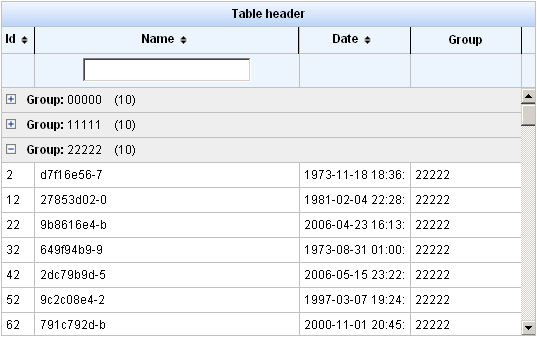 Table header
Id Name Date Group
Group: 00000 (10)
Group: 11111 (10)
Group: 22222 (10)
2 d7f16e56-7 1973-11-18 18:36: 22222
12 27853d02-0 1981-02-04 22:28: 22222
22 9b8616e4-b 2006-04-23 16:13: 22222
32 649f94b9-9 1973-08-31 01:00: 22222
42 2dc79b9d-5 2006-05-15 23:22: 22222
52 9c2c08e4-2 1997-03-07 19:24: 22222
62 791c792d-b 2000-11-01 20:45: 22222